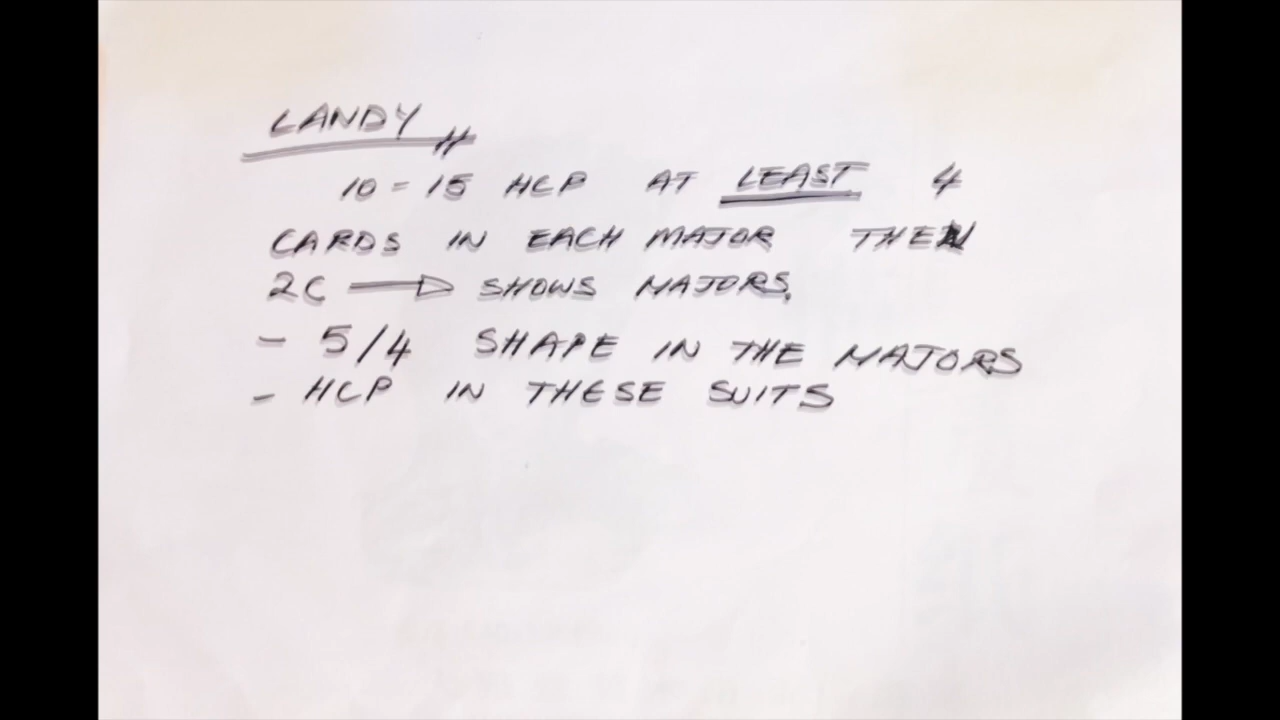 LANDY
10-15 HCP AT LEAST 4
CARDS IN EACH MAJOR THEN
2C → SHOWS MAJORS.
- 5/4 SHAPE IN THE MAJORS
- HCP IN THESE SUITS